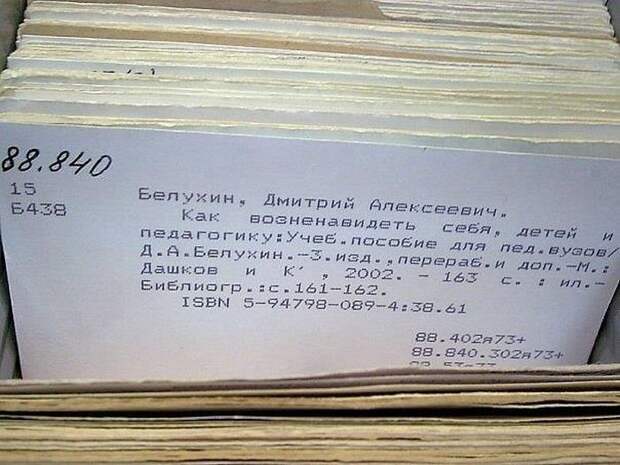 88.840
15
Б438
Белухин, Дмитрий Алексеевич.
Как возненавидеть себя, детей и
педагогику:Учеб.пособие для пед.вузов/
Д.А.Белухин.-3.изд.,перераб.и доп.-М.:
Дашков и К', 2002. - 163 с. : ил.-
Библиогр.:с.161-162.
ISBN 5-94798-089-4:38.61
88.402я73+
88.840.302я73+